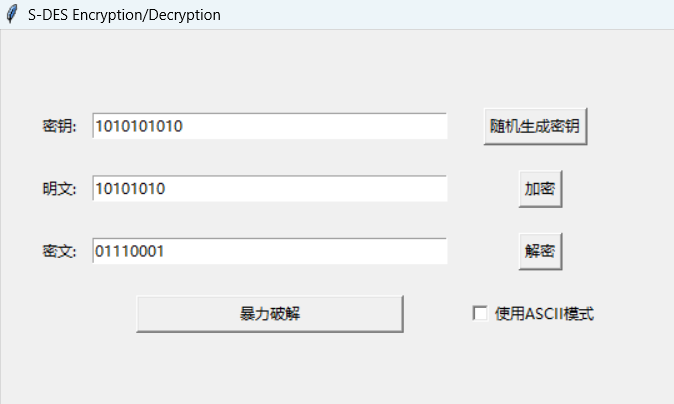 S-DES Encryption/Decryption
密钥: 1010101010 随机生成密钥
明文: 10101010 加密
密文: 01110001 解密
暴力破解 使用ASCII模式